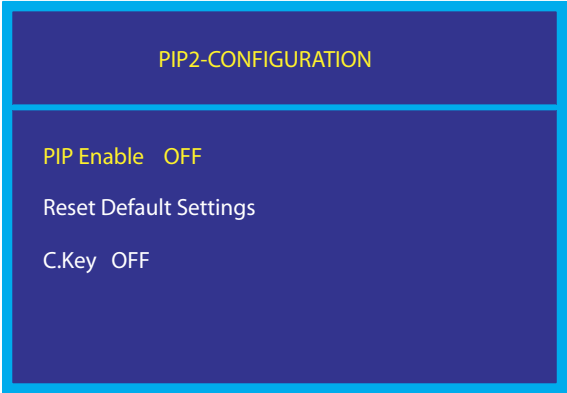 PIP2-CONFIGURATION
PIP Enable OFF
Reset Default Settings
C.Key OFF